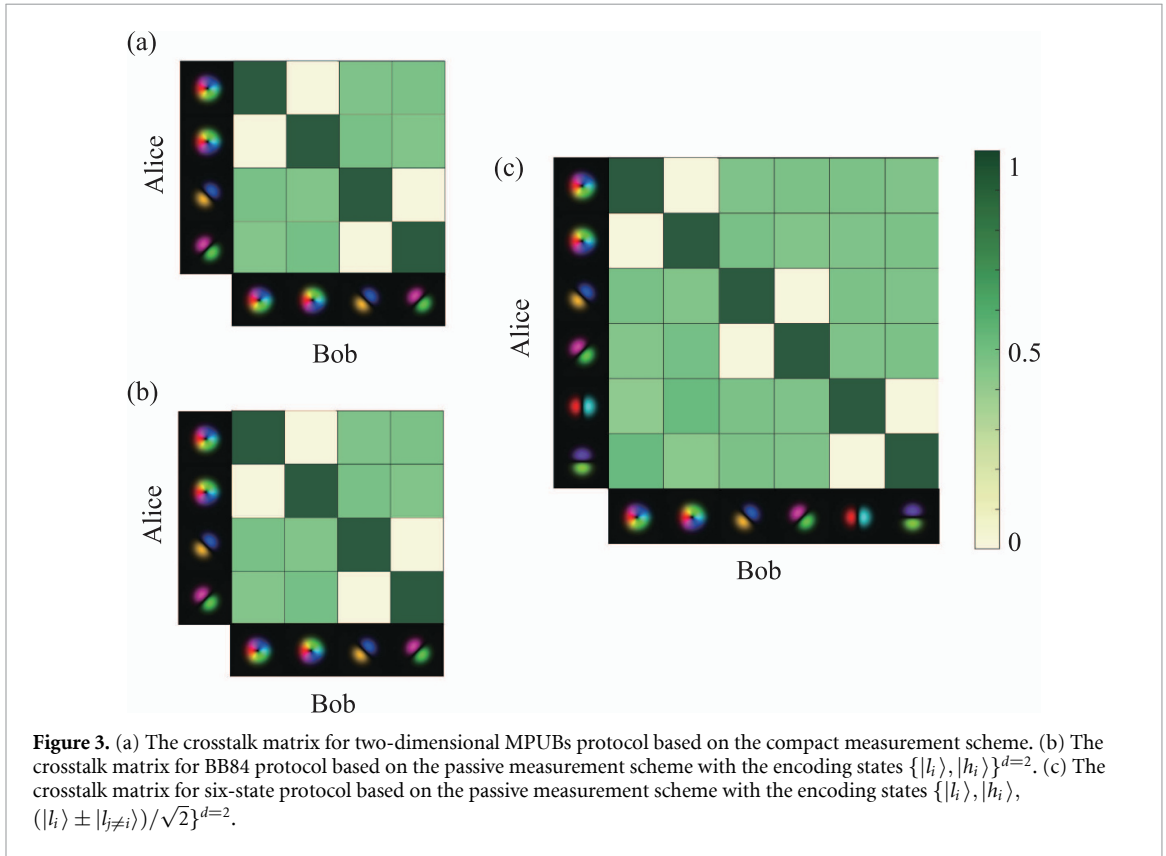 (a)
Alice
Bob
(b)
Alice
Bob
(c)
Alice
Bob
1
0.5
0
Figure 3. (a) The crosstalk matrix for two-dimensional MPUBs protocol based on the compact measurement scheme. (b) The
crosstalk matrix for BB84 protocol based on the passive measurement scheme with the encoding states {|l_i⟩, |h_i⟩}^{d=2}. (c) The
crosstalk matrix for six-state protocol based on the passive measurement scheme with the encoding states {|l_i⟩, |h_i⟩,
(|l_i⟩ ± |l_{j≠i}⟩)/√2}^{d=2}.